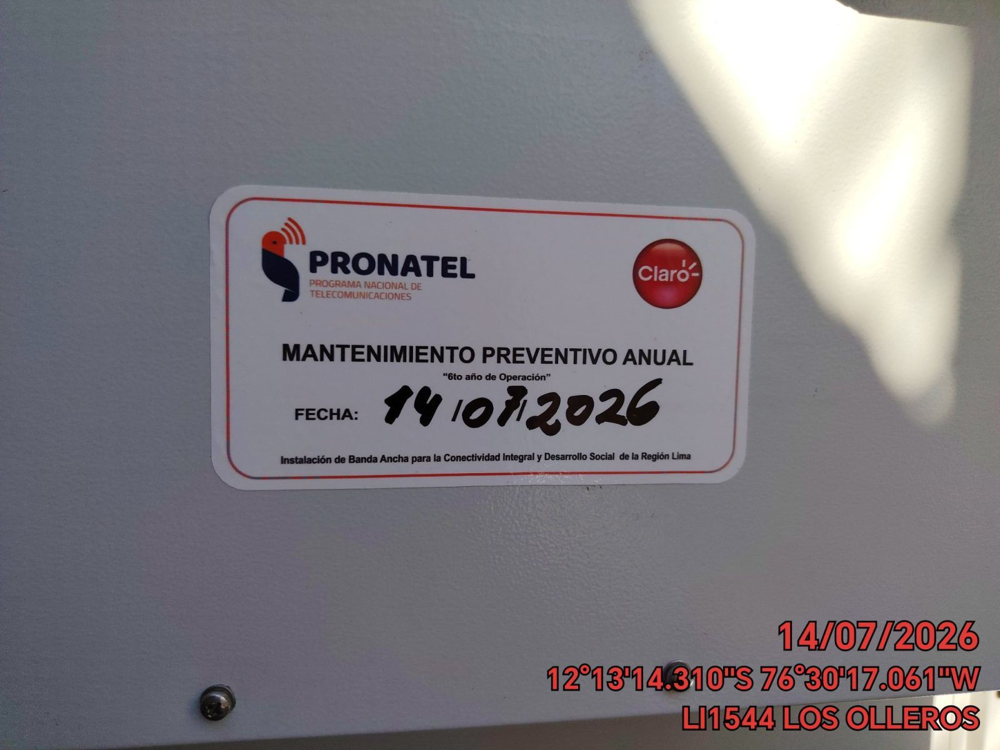 PRONATEL
PROGRAMA NACIONAL DE
TELECOMUNICACIONES
Claro
MANTENIMIENTO PREVENTIVO ANUAL
"6to año de Operación"
FECHA: 14/07/2026
Instalación de Banda Ancha para la Conectividad Integral y Desarrollo Social de la Región Lima
14/07/2026
12°13'14.310"S 76°30'17.061"W
LI1544 LOS OLLEROS